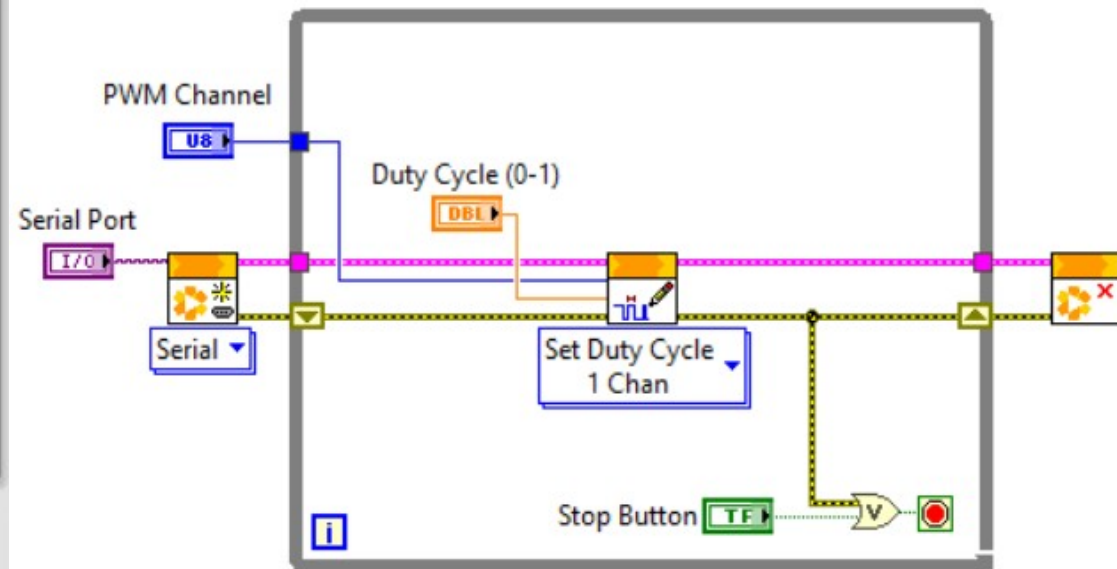 PWM Channel
U8
Duty Cycle (0-1)
DBL
Serial Port
I/O
Serial
Set Duty Cycle
1 Chan
Stop Button
TF
V
i